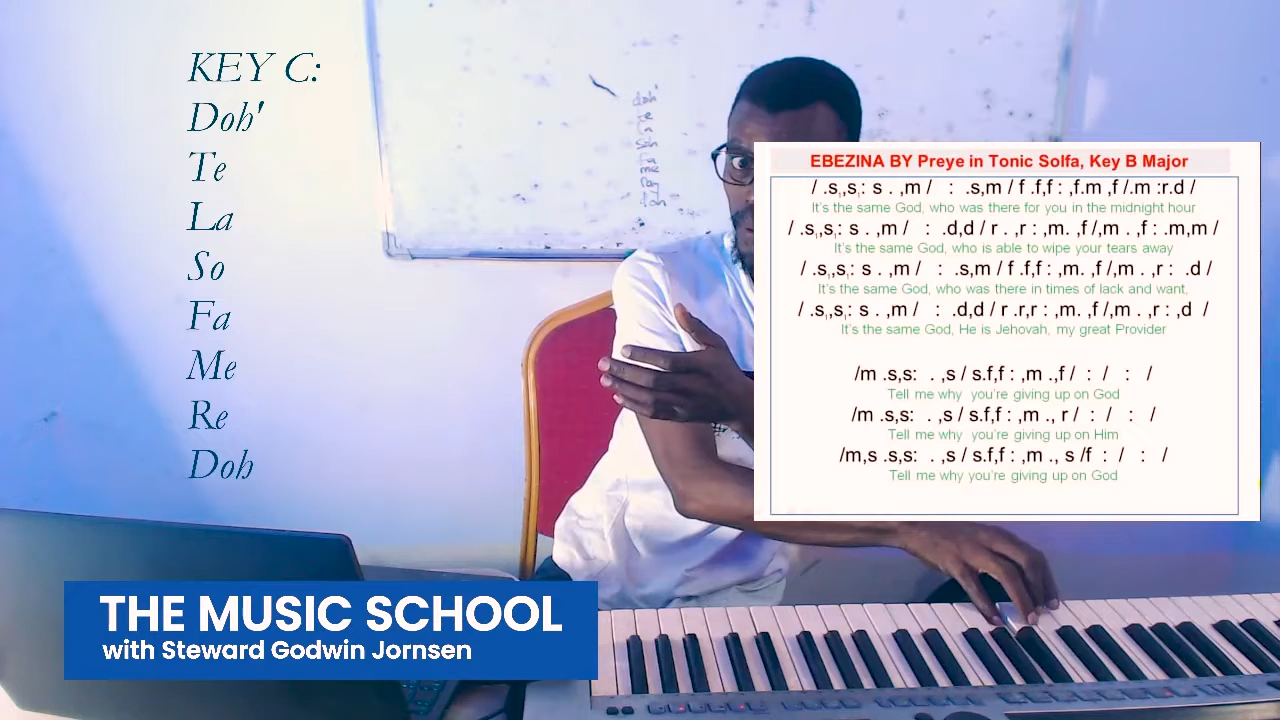 KEY C:
Doh'
Te
La
So
Fa
Me
Re
Doh
EBEZINA BY Preye in Tonic Solfa, Key B Major
/ .s,,s,: s . ,m / : .s,m / f .f,f : ,f.m ,f /.m :r.d /
It's the same God, who was there for you in the midnight hour
/ .s,,s,: s . ,m / : .d,d / r . ,r : ,m. ,f /,m . ,f : .m,m /
It's the same God, who is able to wipe your tears away
/ .s,,s,: s . ,m / : .s,m / f .f,f : ,m. ,f /,m . ,r : .d /
It's the same God, who was there in times of lack and want,
/ .s,,s,: s . ,m / : .d,d / r .r,r : ,m. ,f /,m . ,r : ,d /
It's the same God, He is Jehovah, my great Provider
/m .s,s: . ,s / s.f,f : ,m .,f / : / : /
Tell me why you're giving up on God
/m .s,s: . ,s / s.f,f : ,m ., r / : / : /
Tell me why you're giving up on Him
/m,s .s,s: . ,s / s.f,f : ,m ., s /f : / : /
Tell me why you're giving up on God
THE MUSIC SCHOOL
with Steward Godwin Jornsen